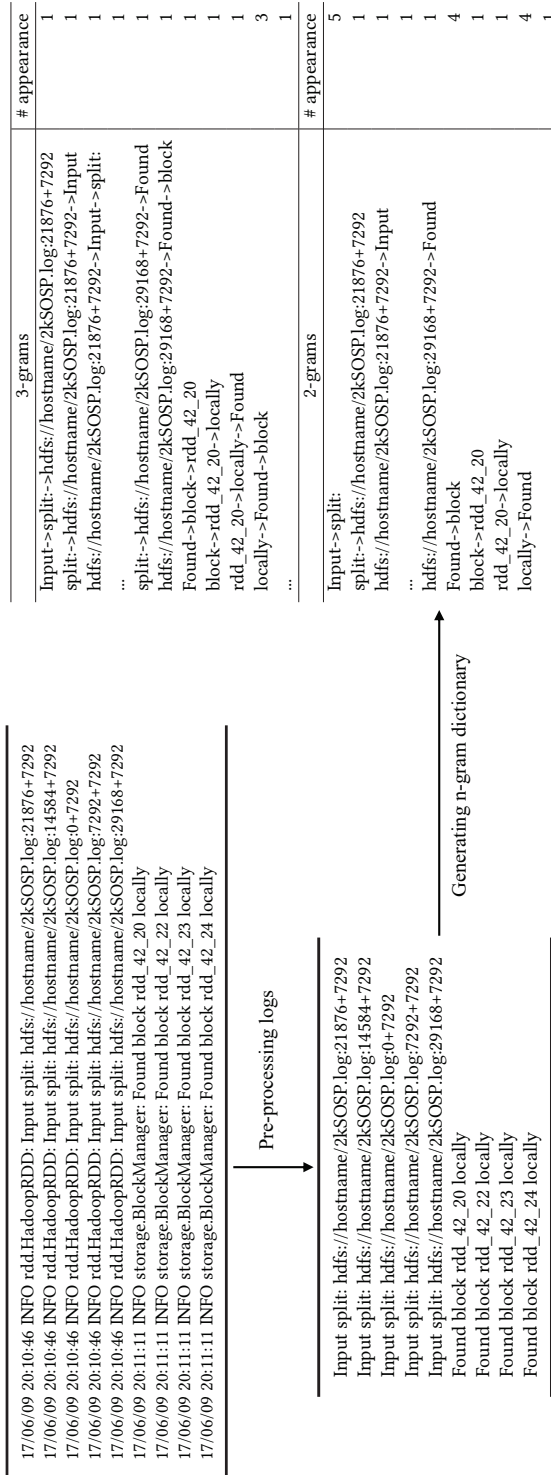 17/06/09 20:10:46 INFO rdd.HadoopRDD: Input split: hdfs://hostname/2kSOSP.log:21876+7292
17/06/09 20:10:46 INFO rdd.HadoopRDD: Input split: hdfs://hostname/2kSOSP.log:14584+7292
17/06/09 20:10:46 INFO rdd.HadoopRDD: Input split: hdfs://hostname/2kSOSP.log:0+7292
17/06/09 20:10:46 INFO rdd.HadoopRDD: Input split: hdfs://hostname/2kSOSP.log:7292+7292
17/06/09 20:10:46 INFO rdd.HadoopRDD: Input split: hdfs://hostname/2kSOSP.log:29168+7292
17/06/09 20:11:11 INFO storage.BlockManager: Found block rdd_42_20 locally
17/06/09 20:11:11 INFO storage.BlockManager: Found block rdd_42_22 locally
17/06/09 20:11:11 INFO storage.BlockManager: Found block rdd_42_23 locally
17/06/09 20:11:11 INFO storage.BlockManager: Found block rdd_42_24 locally
Pre-processing logs
Input split: hdfs://hostname/2kSOSP.log:21876+7292
Input split: hdfs://hostname/2kSOSP.log:14584+7292
Input split: hdfs://hostname/2kSOSP.log:0+7292
Input split: hdfs://hostname/2kSOSP.log:7292+7292
Input split: hdfs://hostname/2kSOSP.log:29168+7292
Found block rdd_42_20 locally
Found block rdd_42_22 locally
Found block rdd_42_23 locally
Found block rdd_42_24 locally
Generating n-gram dictionary
3-grams # appearance
Input->split:->hdfs://hostname/2kSOSP.log:21876+7292 1
split:->hdfs://hostname/2kSOSP.log:21876+7292->Input 1
hdfs://hostname/2kSOSP.log:21876+7292->Input->split: 1
... 1
split:->hdfs://hostname/2kSOSP.log:29168+7292->Found 1
hdfs://hostname/2kSOSP.log:29168+7292->Found->block 1
Found->block->rdd_42_20 1
block->rdd_42_20->locally 1
rdd_42_20->locally->Found 1
locally->Found->block 3
... 1
2-grams # appearance
Input->split: 5
split:->hdfs://hostname/2kSOSP.log:21876+7292 1
hdfs://hostname/2kSOSP.log:21876+7292->Input 1
... 1
hdfs://hostname/2kSOSP.log:29168+7292->Found 1
Found->block 4
block->rdd_42_20 1
rdd_42_20->locally 1
locally->Found 4
1